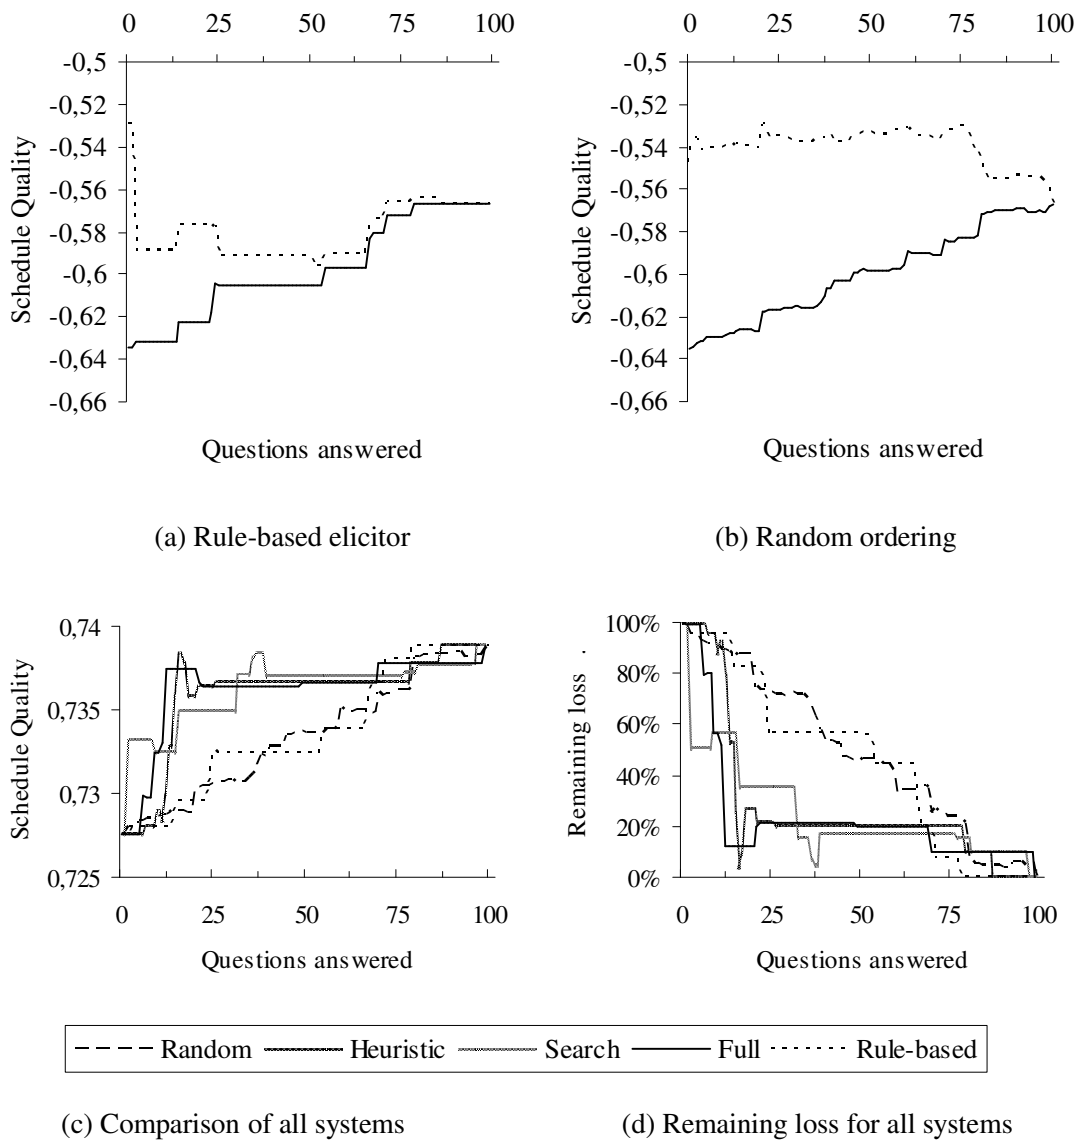 0 25 50 75 100
-0,5
-0,52
-0,54
-0,56
-0,58
-0,6
-0,62
-0,64
-0,66
Schedule Quality
Questions answered
(a) Rule-based elicitor
0 25 50 75 100
-0,5
-0,52
-0,54
-0,56
-0,58
-0,6
-0,62
-0,64
-0,66
Schedule Quality
Questions answered
(b) Random ordering
0,74
0,735
0,73
0,725
Schedule Quality
0 25 50 75 100
Questions answered
100%
80%
60%
40%
20%
0%
Remaining loss .
0 25 50 75 100
Questions answered
Random Heuristic Search Full Rule-based
(c) Comparison of all systems
(d) Remaining loss for all systems